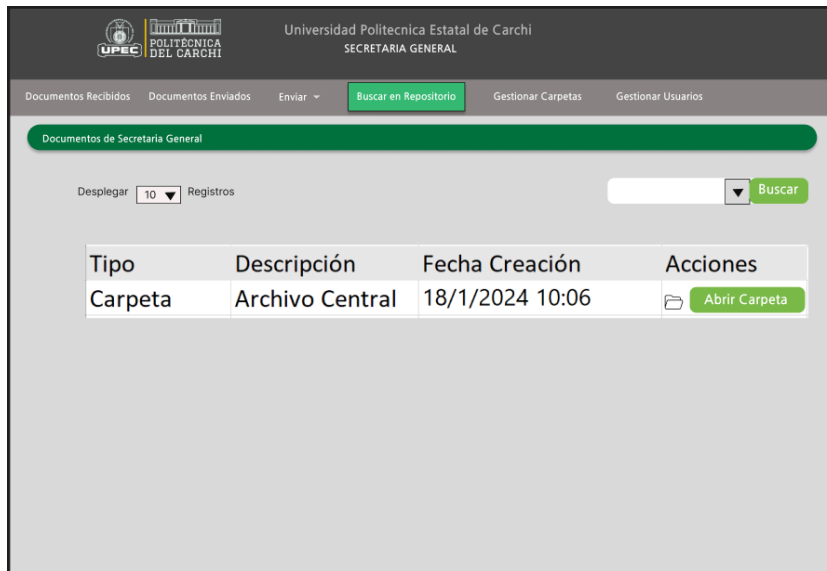 UPEC
POLITÉCNICA
DEL CARCHI
Universidad Politecnica Estatal de Carchi
SECRETARIA GENERAL
Documentos Recibidos Documentos Enviados Enviar Buscar en Repositorio Gestionar Carpetas Gestionar Usuarios
Documentos de Secretaria General
Desplegar 10 Registros Buscar
Tipo Descripción Fecha Creación Acciones
Carpeta Archivo Central 18/1/2024 10:06 Abrir Carpeta